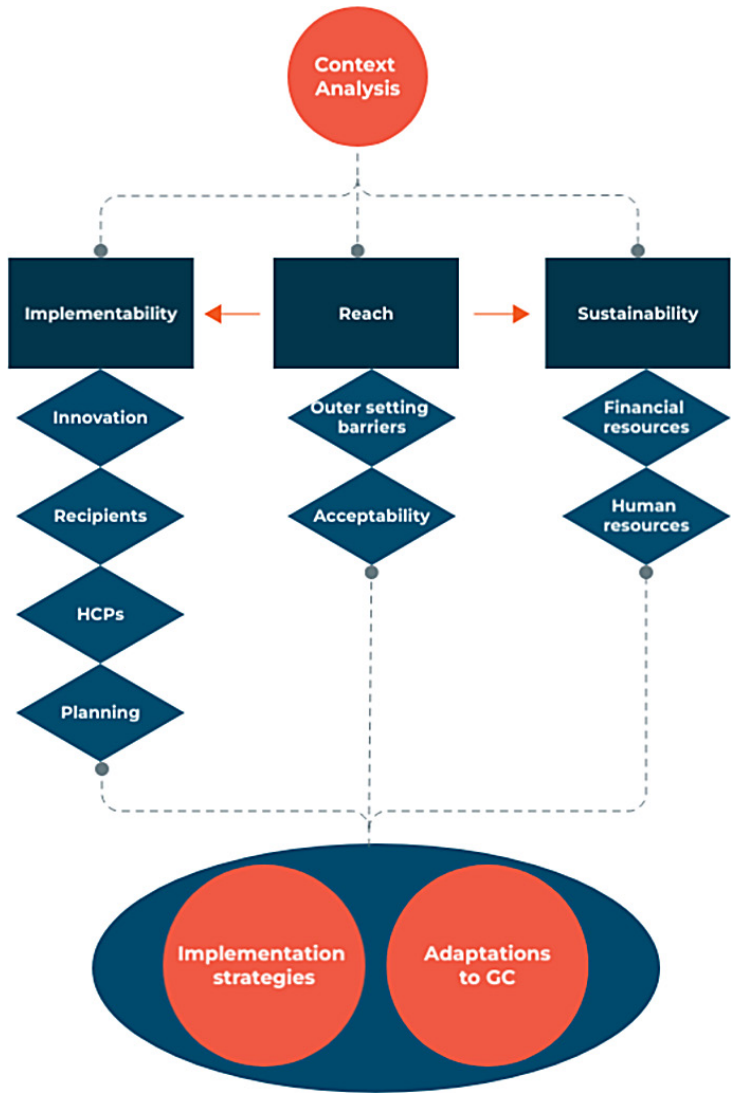 Context
Analysis
Implementability
Reach
Sustainability
Innovation
Recipients
HCPs
Planning
Outer setting
barriers
Acceptability
Financial
resources
Human
resources
Implementation
strategies
Adaptations
to GC